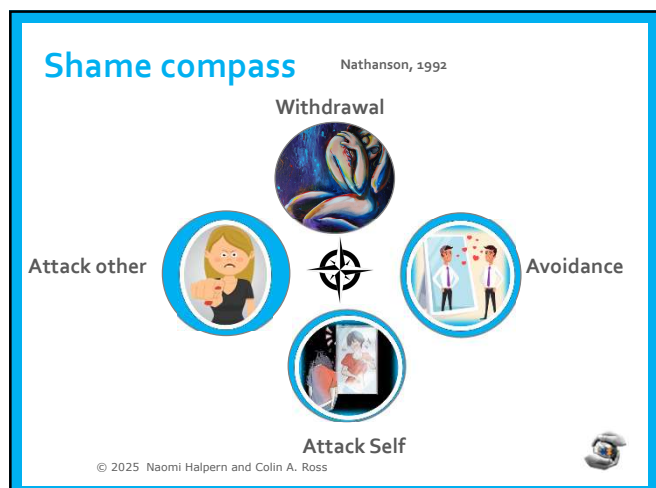 Shame compass
Nathanson, 1992
Withdrawal
Attack other
Avoidance
Attack Self
© 2025 Naomi Halpern and Colin A. Ross